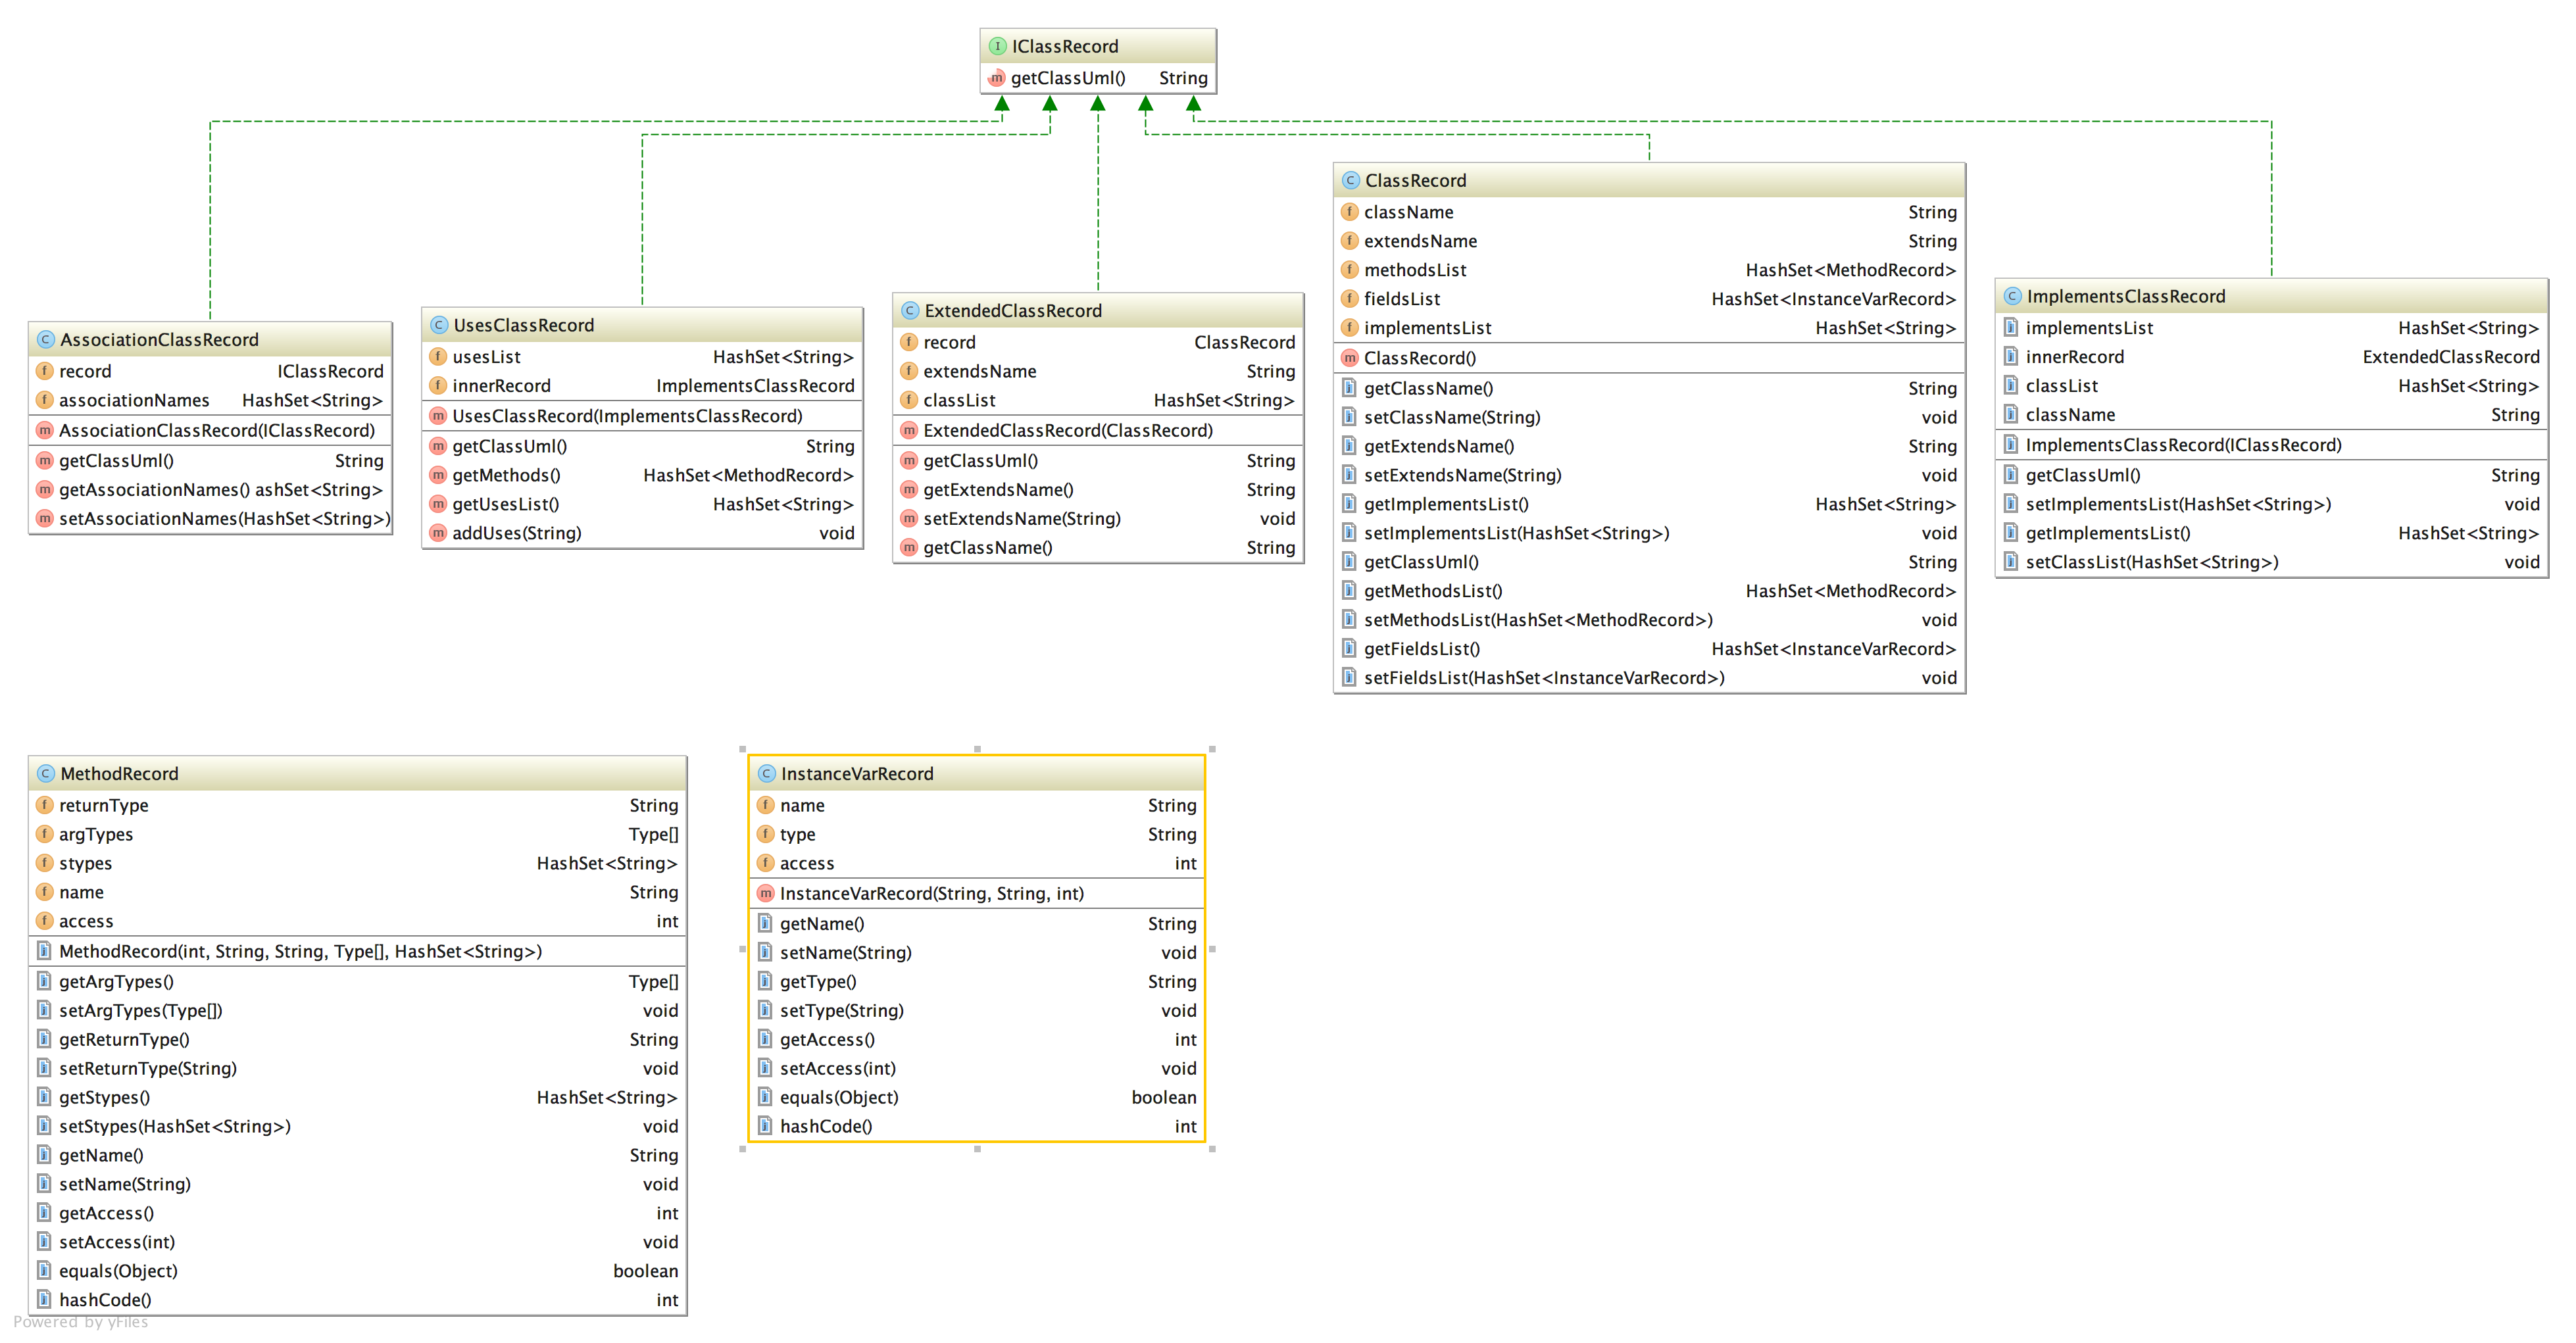 IClassRecord
getClassUml() String
AssociationClassRecord
record IClassRecord
associationNames HashSet<String>
AssociationClassRecord(IClassRecord)
getClassUml() String
getAssociationNames() ashSet<String>
setAssociationNames(HashSet<String>)
UsesClassRecord
usesList HashSet<String>
innerRecord ImplementsClassRecord
UsesClassRecord(ImplementsClassRecord)
getClassUml() String
getMethods() HashSet<MethodRecord>
getUsesList() HashSet<String>
addUses(String) void
ExtendedClassRecord
record ClassRecord
extendsName String
classList HashSet<String>
ExtendedClassRecord(ClassRecord)
getClassUml() String
getExtendsName() String
setExtendsName(String) void
getClassName() String
ClassRecord
className String
extendsName String
methodsList HashSet<MethodRecord>
fieldsList HashSet<InstanceVarRecord>
implementsList HashSet<String>
ClassRecord()
getClassName() String
setClassName(String) void
getExtendsName() String
setExtendsName(String) void
getImplementsList() HashSet<String>
setImplementsList(HashSet<String>) void
getClassUml() String
getMethodsList() HashSet<MethodRecord>
setMethodsList(HashSet<MethodRecord>) void
getFieldsList() HashSet<InstanceVarRecord>
setFieldsList(HashSet<InstanceVarRecord>) void
ImplementsClassRecord
implementsList HashSet<String>
innerRecord ExtendedClassRecord
classList HashSet<String>
className String
ImplementsClassRecord(IClassRecord)
getClassUml() String
setImplementsList(HashSet<String>) void
getImplementsList() HashSet<String>
setClassList(HashSet<String>) void
MethodRecord
returnType String
argTypes Type[]
stypes HashSet<String>
name String
access int
MethodRecord(int, String, String, Type[], HashSet<String>)
getArgTypes() Type[]
setArgTypes(Type[]) void
getReturnType() String
setReturnType(String) void
getStypes() HashSet<String>
setStypes(HashSet<String>) void
getName() String
setName(String) void
getAccess() int
setAccess(int) void
equals(Object) boolean
hashCode() int
InstanceVarRecord
name String
type String
access int
InstanceVarRecord(String, String, int)
getName() String
setName(String) void
getType() String
setType(String) void
getAccess() int
setAccess(int) void
equals(Object) boolean
hashCode() int
Powered by yFiles